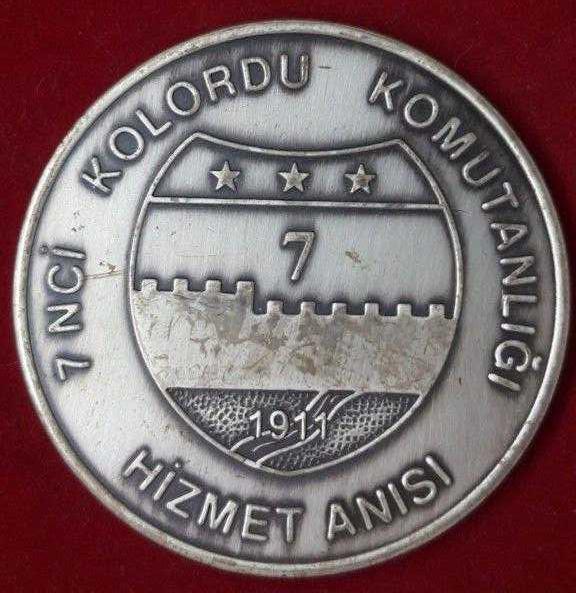 7 NCİ KOLORDU KOMUTANLIĞI
7
1911
HİZMET ANISI